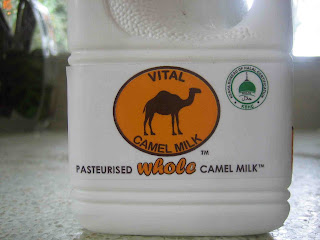 VITAL
CAMEL MILK
TM
PASTEURISED whole CAMEL MILK™